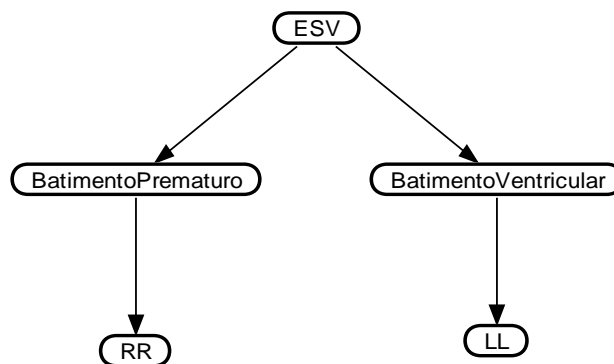 ESV
BatimentoPrematuro
BatimentoVentricular
RR
LL